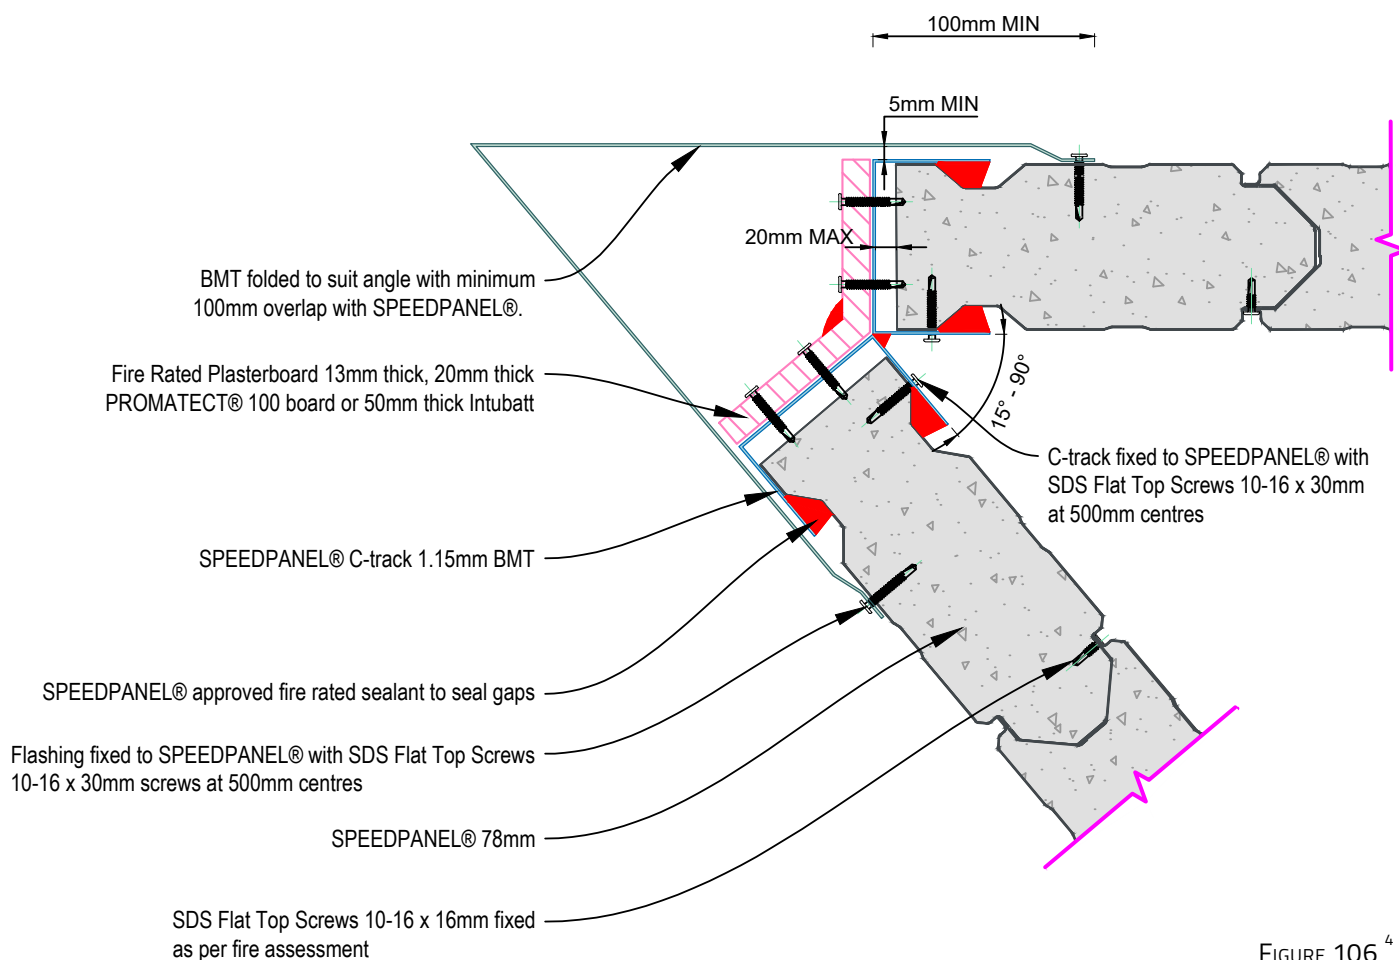 100mm MIN
5mm MIN
20mm MAX
BMT folded to suit angle with minimum
100mm overlap with SPEEDPANEL®.
Fire Rated Plasterboard 13mm thick, 20mm thick
PROMATECT® 100 board or 50mm thick Intubatt
15° - 90°
C-track fixed to SPEEDPANEL® with
SDS Flat Top Screws 10-16 x 30mm
at 500mm centres
SPEEDPANEL® C-track 1.15mm BMT
SPEEDPANEL® approved fire rated sealant to seal gaps
Flashing fixed to SPEEDPANEL® with SDS Flat Top Screws
10-16 x 30mm screws at 500mm centres
SPEEDPANEL® 78mm
SDS Flat Top Screws 10-16 x 16mm fixed
as per fire assessment
FIGURE 106 4